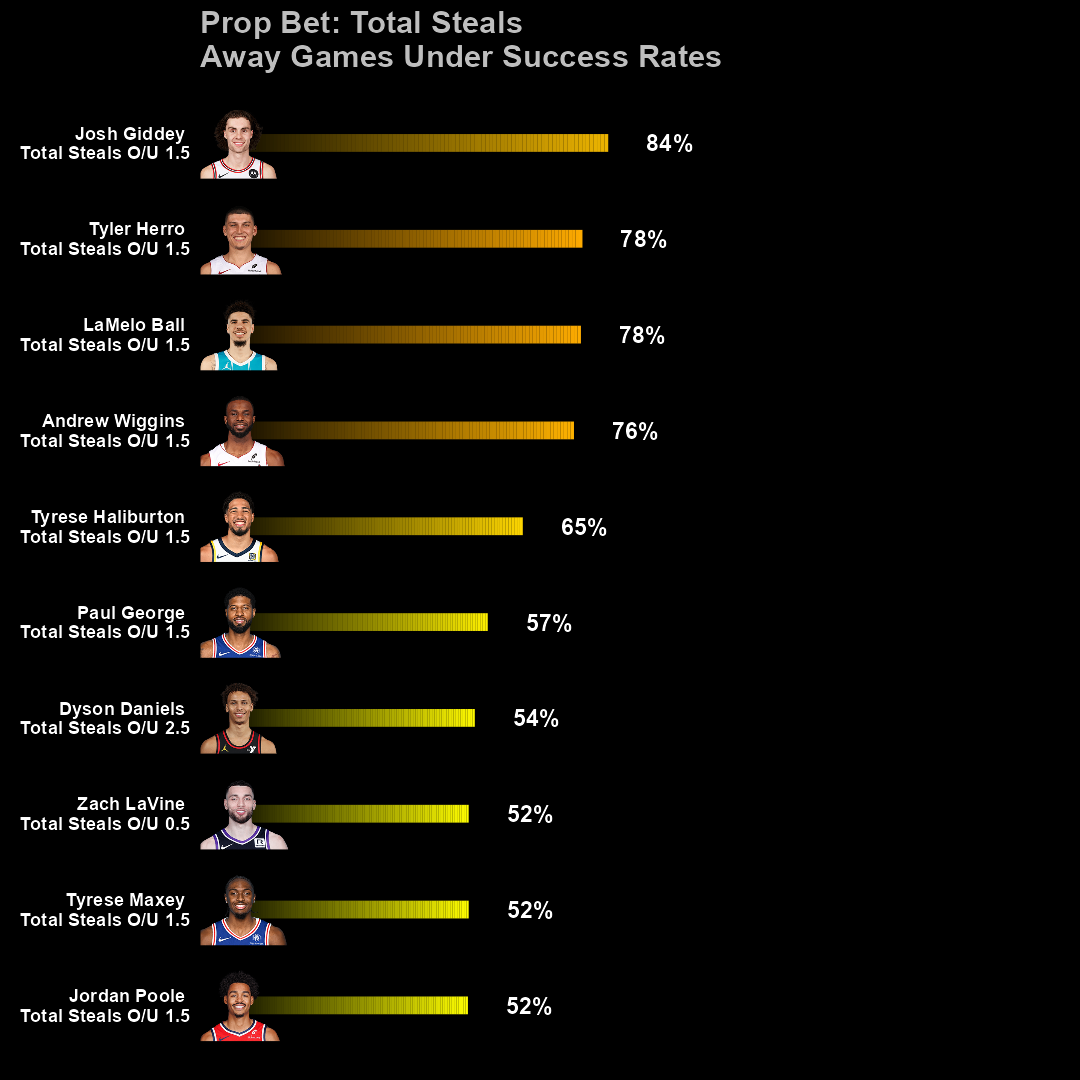 Prop Bet: Total Steals
Away Games Under Success Rates
Josh Giddey
Total Steals O/U 1.5
84%
Tyler Herro
Total Steals O/U 1.5
78%
LaMelo Ball
Total Steals O/U 1.5
78%
Andrew Wiggins
Total Steals O/U 1.5
76%
Tyrese Haliburton
Total Steals O/U 1.5
65%
Paul George
Total Steals O/U 1.5
57%
Dyson Daniels
Total Steals O/U 2.5
54%
Zach LaVine
Total Steals O/U 0.5
52%
Tyrese Maxey
Total Steals O/U 1.5
52%
Jordan Poole
Total Steals O/U 1.5
52%